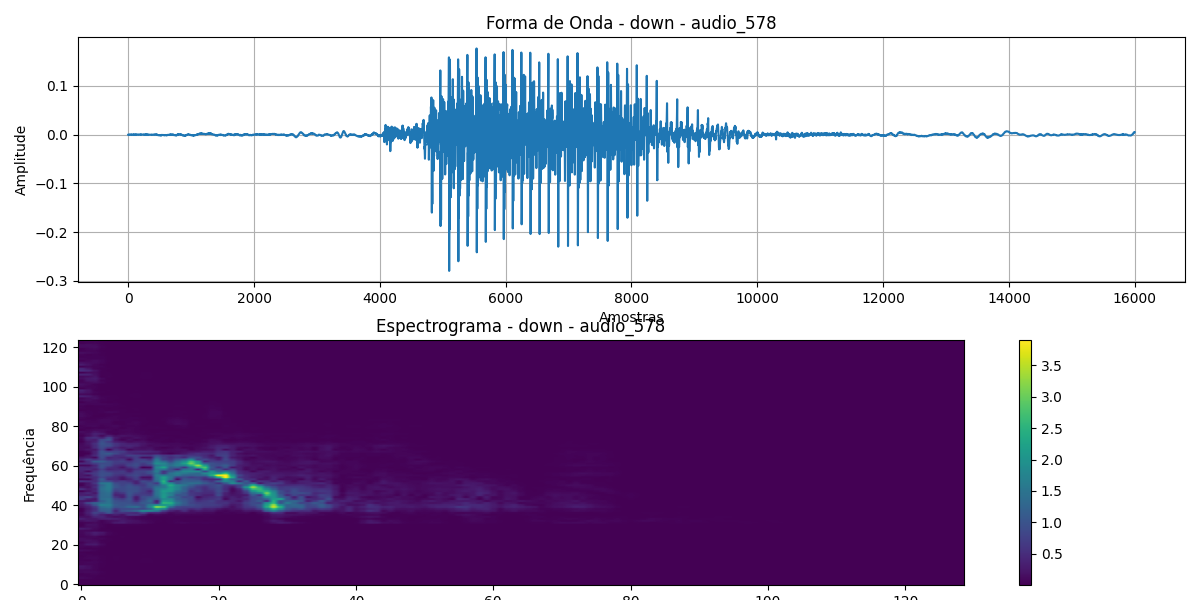 Forma de Onda - down - audio_578
Amplitude
0.1
0.0
−0.1
−0.2
−0.3
0 2000 4000 6000 8000 10000 12000 14000 16000
Amostras
Espectrograma - down - audio_578
Frequência
120
100
80
60
40
20
0
0 20 40 60 80 100 120
3.5
3.0
2.5
2.0
1.5
1.0
0.5